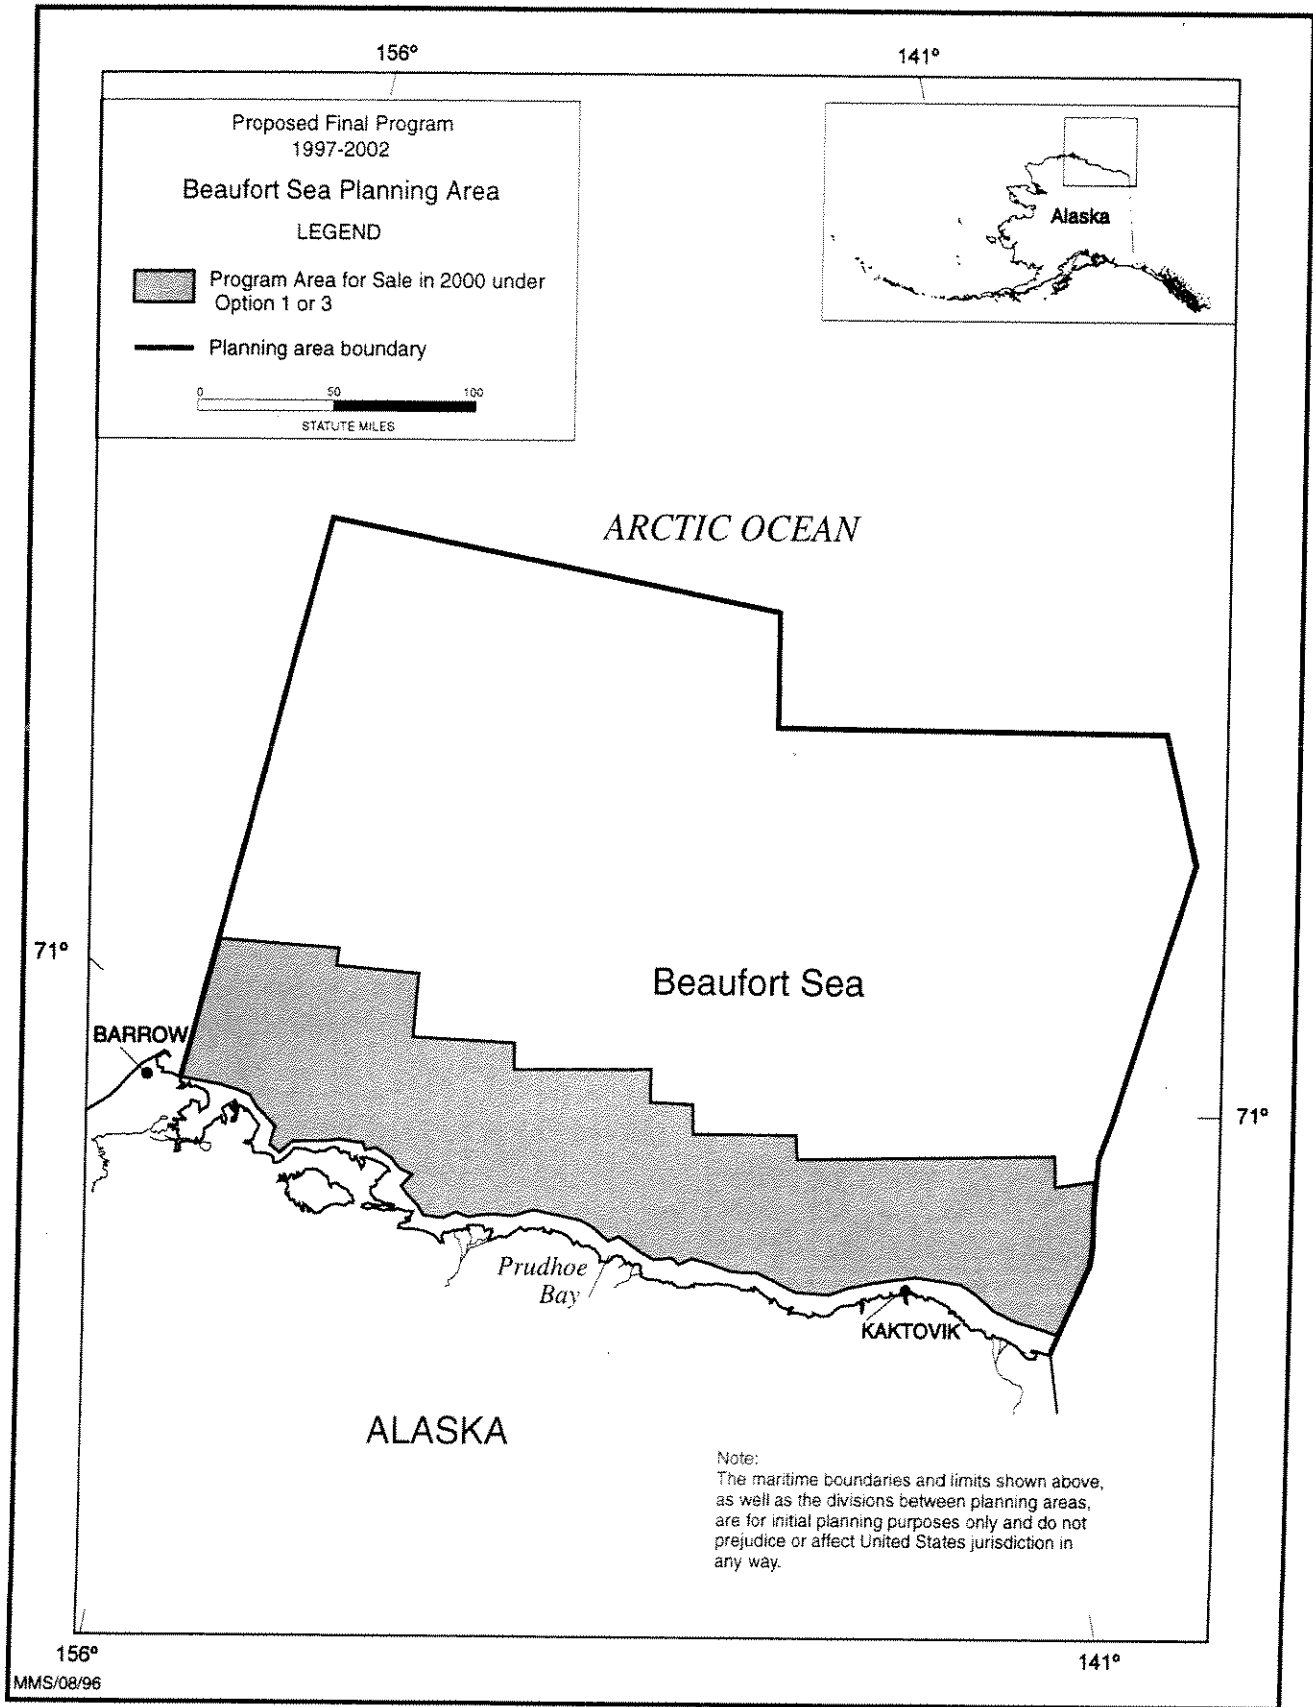 156°
141°
Proposed Final Program
1997-2002
Beaufort Sea Planning Area
LEGEND
Program Area for Sale in 2000 under
Option 1 or 3
Planning area boundary
0 50 100
STATUTE MILES
Alaska
ARCTIC OCEAN
71°
Beaufort Sea
BARROW
71°
Prudhoe
Bay
KAKTOVIK
ALASKA
Note:
The maritime boundaries and limits shown above,
as well as the divisions between planning areas,
are for initial planning purposes only and do not
prejudice or affect United States jurisdiction in
any way.
156°
141°
MMS/08/96